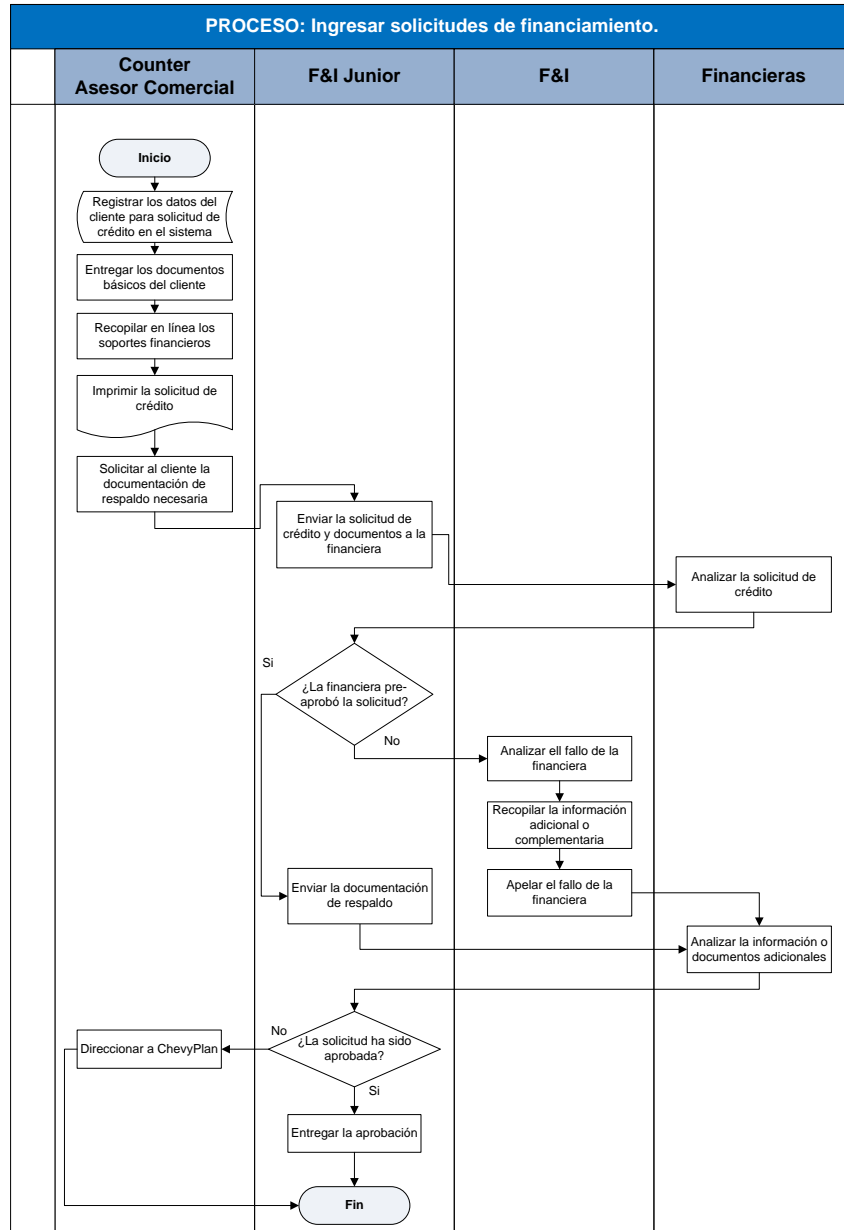 PROCESO: Ingresar solicitudes de financiamiento.
Counter
Asesor Comercial
F&I Junior
F&I
Financieras
Inicio
Registrar los datos del
cliente para solicitud de
crédito en el sistema
Entregar los documentos
básicos del cliente
Recopilar en línea los
soportes financieros
Imprimir la solicitud de
crédito
Solicitar al cliente la
documentación de
respaldo necesaria
Enviar la solicitud de
crédito y documentos a la
financiera
Analizar la solicitud de
crédito
Si
¿La financiera pre-
aprobó la solicitud?
No
Analizar ell fallo de la
financiera
Recopilar la información
adicional o
complementaria
Enviar la documentación
de respaldo
Apelar el fallo de la
financiera
Analizar la información o
documentos adicionales
Direccionar a ChevyPlan
No
¿La solicitud ha sido
aprobada?
Si
Entregar la aprobación
Fin